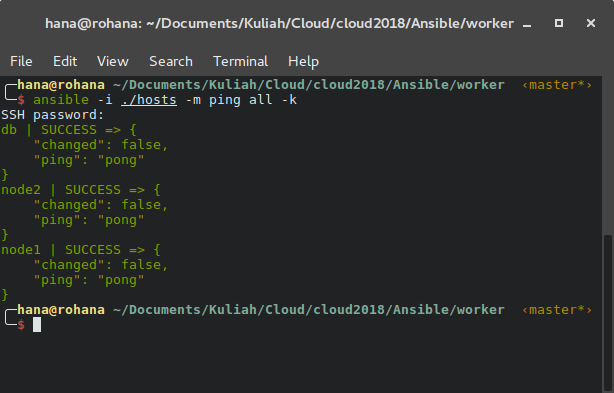 hana@rohana: ~/Documents/Kuliah/Cloud/cloud2018/Ansible/worker
File Edit View Search Terminal Help
╭─hana@rohana ~/Documents/Kuliah/Cloud/cloud2018/Ansible/worker ‹master*›
╰─$ ansible -i ./hosts -m ping all -k
SSH password:
db | SUCCESS => {
    "changed": false,
    "ping": "pong"
}
node2 | SUCCESS => {
    "changed": false,
    "ping": "pong"
}
node1 | SUCCESS => {
    "changed": false,
    "ping": "pong"
}
╭─hana@rohana ~/Documents/Kuliah/Cloud/cloud2018/Ansible/worker ‹master*›
╰─$